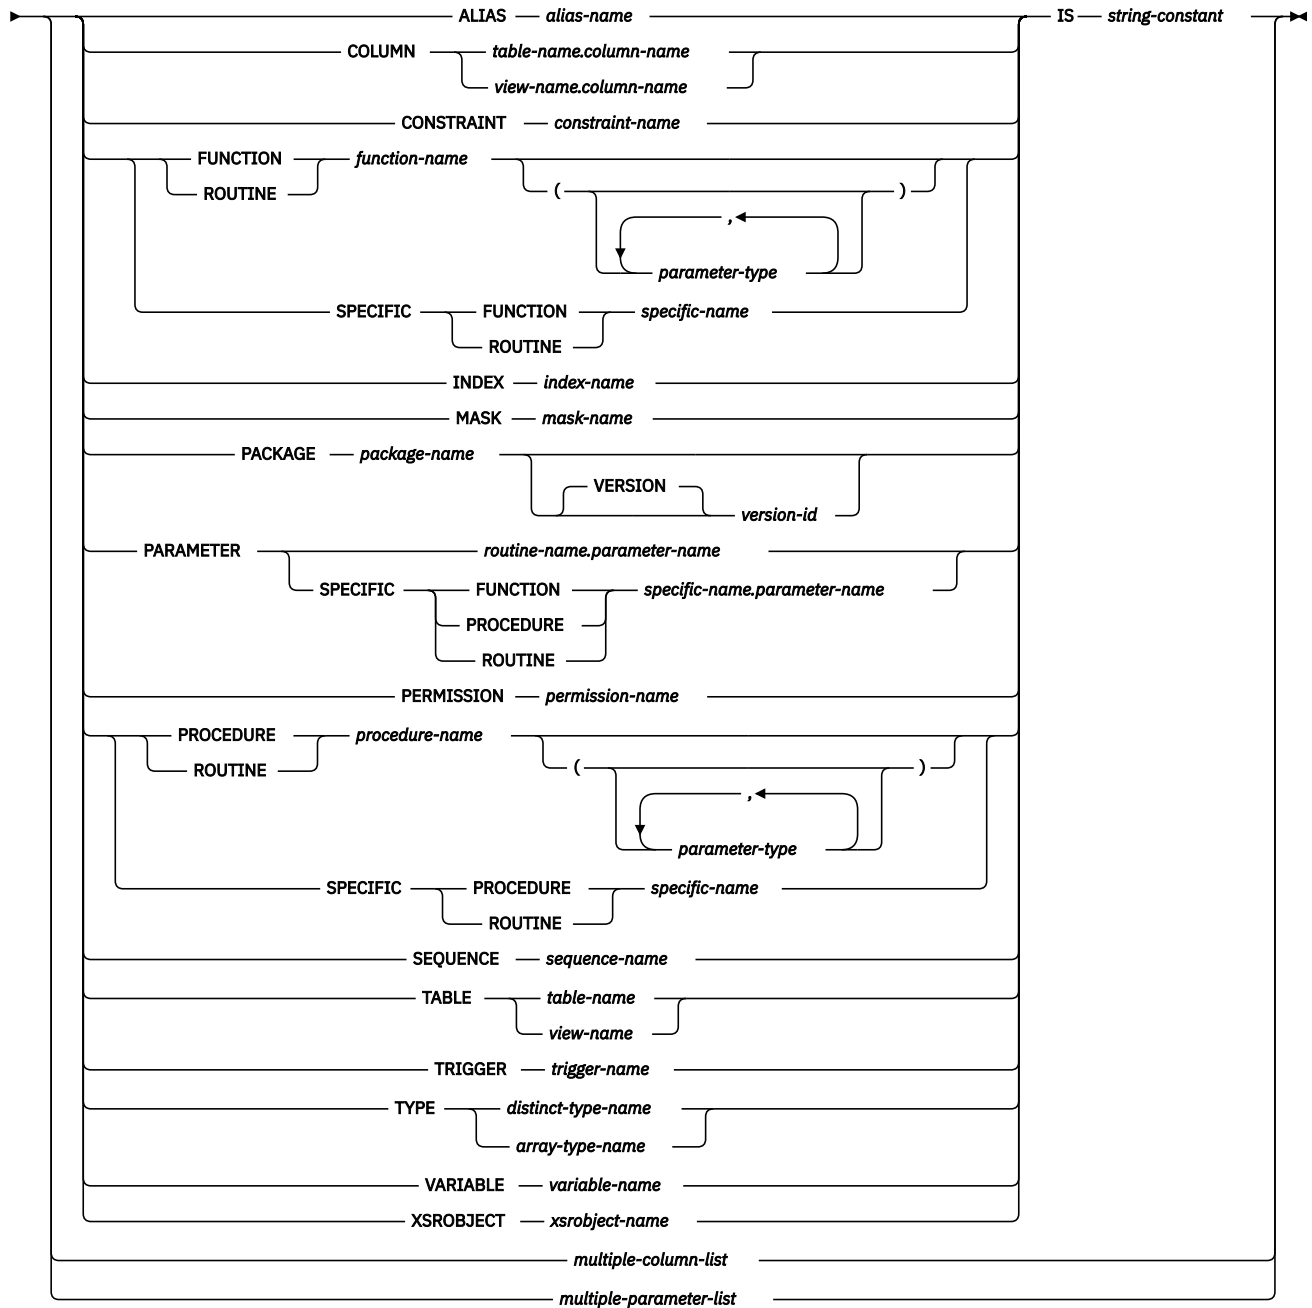 ALIAS alias-name IS string-constant
COLUMN table-name.column-name
view-name.column-name
CONSTRAINT constraint-name
FUNCTION function-name
ROUTINE ( )
,
parameter-type
SPECIFIC FUNCTION specific-name
ROUTINE
INDEX index-name
MASK mask-name
PACKAGE package-name
VERSION
version-id
PARAMETER routine-name.parameter-name
SPECIFIC FUNCTION specific-name.parameter-name
PROCEDURE
ROUTINE
PERMISSION permission-name
PROCEDURE procedure-name
ROUTINE ( )
,
parameter-type
SPECIFIC PROCEDURE specific-name
ROUTINE
SEQUENCE sequence-name
TABLE table-name
view-name
TRIGGER trigger-name
TYPE distinct-type-name
array-type-name
VARIABLE variable-name
XSROBJECT xsrobject-name
multiple-column-list
multiple-parameter-list